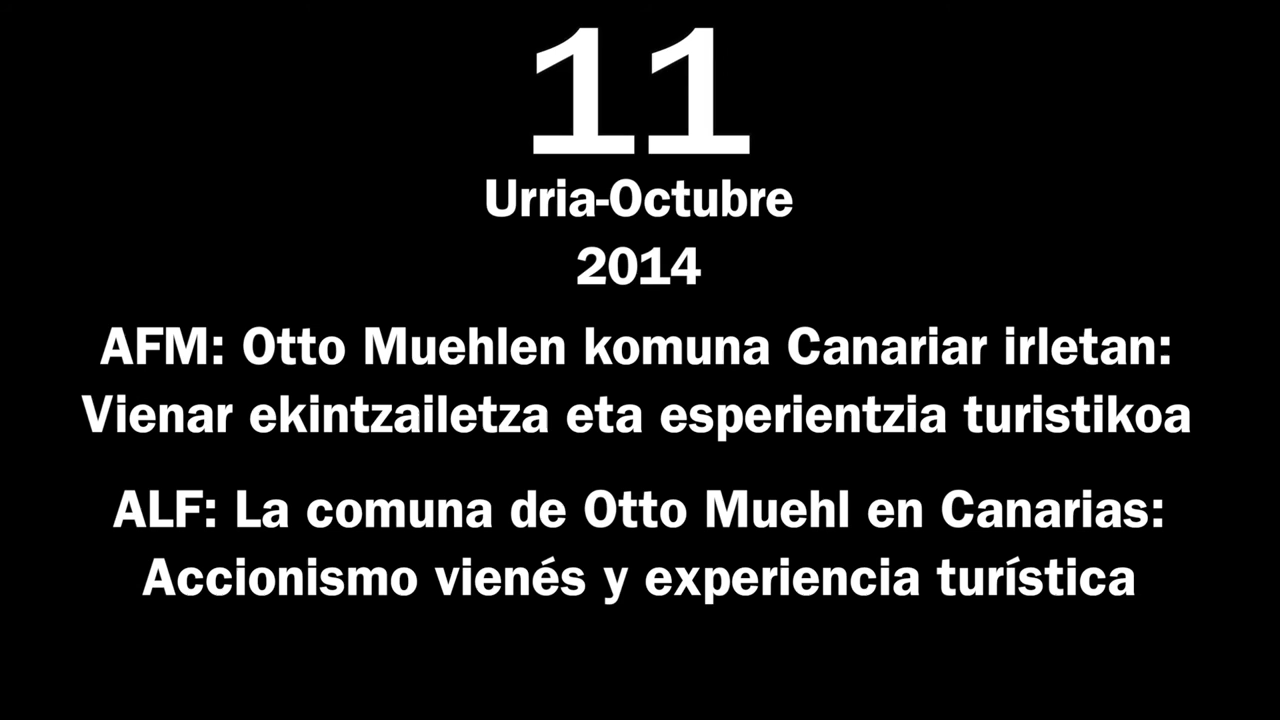 11
Urria-Octubre
2014
AFM: Otto Muehlen komuna Canariar irletan:
Vienar ekintzailetza eta esperientzia turistikoa
ALF: La comuna de Otto Muehl en Canarias:
Accionismo vienés y experiencia turística